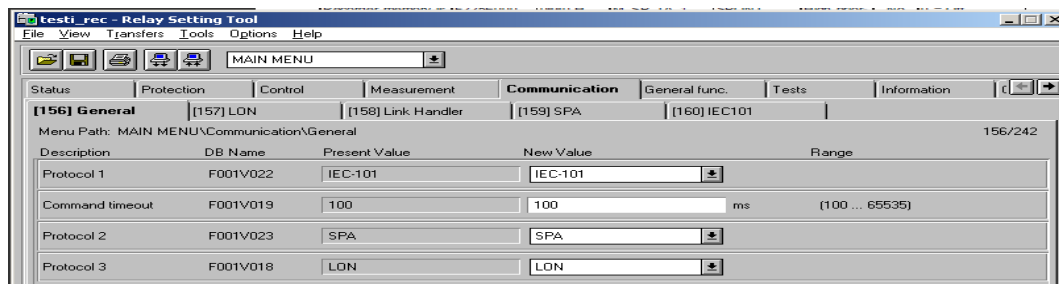 testi_rec - Relay Setting Tool
File View Transfers Tools Options Help
MAIN MENU
Status Protection Control Measurement Communication General func. Tests Information
[156] General [157] LON [158] Link Handler [159] SPA [160] IEC101
Menu Path: MAIN MENU\Communication\General 156/242
Description DB Name Present Value New Value Range
Protocol 1 F001V022 IEC-101 IEC-101
Command timeout F001V019 100 100 ms (100 ... 65535)
Protocol 2 F001V023 SPA SPA
Protocol 3 F001V018 LON LON